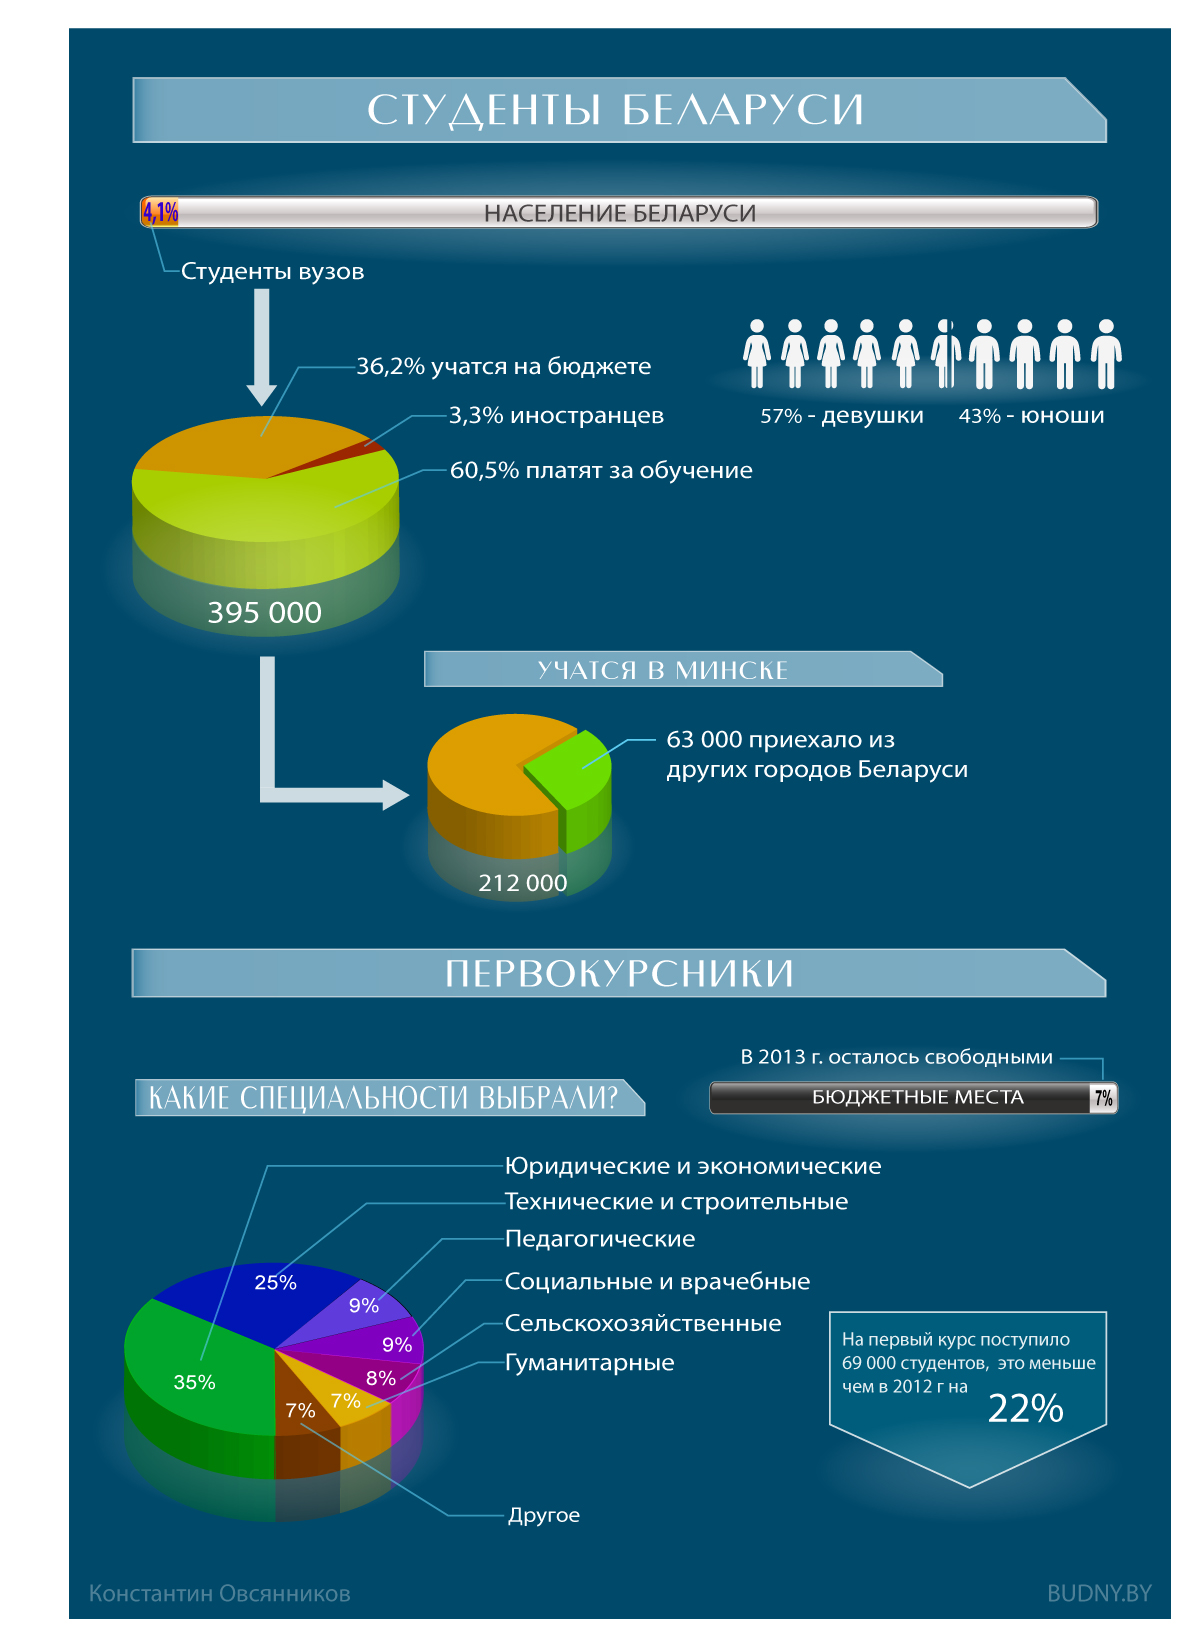 СТУДЕНТЫ БЕЛАРУСИ
4,1%
НАСЕЛЕНИЕ БЕЛАРУСИ
Студенты вузов
36,2% учатся на бюджете
3,3% иностранцев
60,5% платят за обучение
57% - девушки
43% - юноши
395 000
УЧАТСЯ В МИНСКЕ
63 000 приехало из
других городов Беларуси
212 000
ПЕРВОКУРСНИКИ
В 2013 г. осталось свободными
БЮДЖЕТНЫЕ МЕСТА
7%
КАКИЕ СПЕЦИАЛЬНОСТИ ВЫБРАЛИ?
Юридические и экономические
Технические и строительные
Педагогические
Социальные и врачебные
Сельскохозяйственные
Гуманитарные
25%
9%
9%
8%
7%
7%
35%
Другое
На первый курс поступило
69 000 студентов, это меньше
чем в 2012 г на
22%
Константин Овсянников
BUDNY.BY